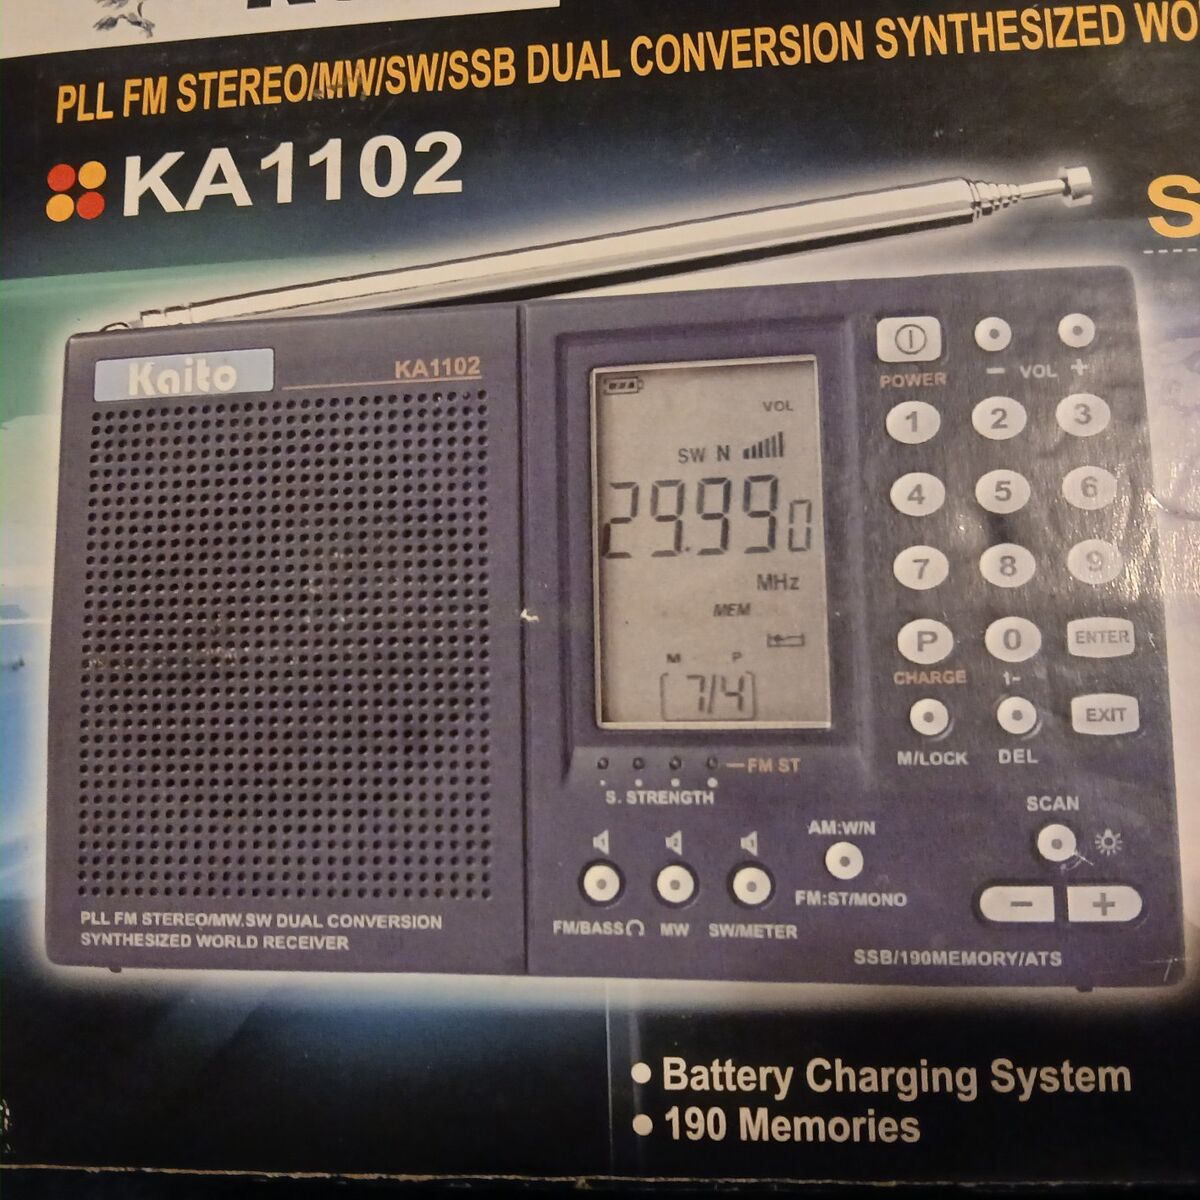 PLL FM STEREO/MW/SW/SSB DUAL CONVERSION SYNTHESIZED WO
KA1102
S
Kaito
KA1102
POWER
- VOL +
VOL
SW N
29.990
MHz
MEM
M P
7/4
1 2 3
4 5 6
7 8 9
P 0 ENTER
CHARGE 1-
EXIT
M/LOCK DEL
FM ST
S. STRENGTH
SCAN
AM:W/N
FM:ST/MONO
FM/BASS MW SW/METER
- +
PLL FM STEREO/MW.SW DUAL CONVERSION
SYNTHESIZED WORLD RECEIVER
SSB/190MEMORY/ATS
• Battery Charging System
• 190 Memories